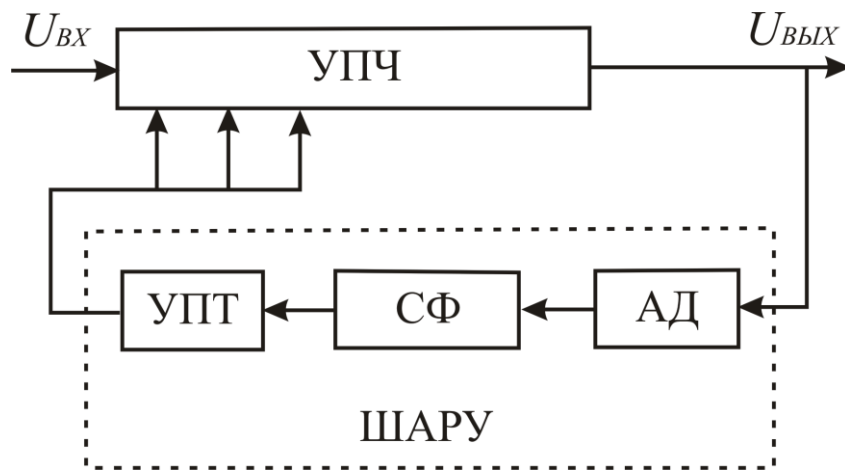 UВХ
UВЫХ
УПЧ
УПТ
СФ
АД
ШАРУ